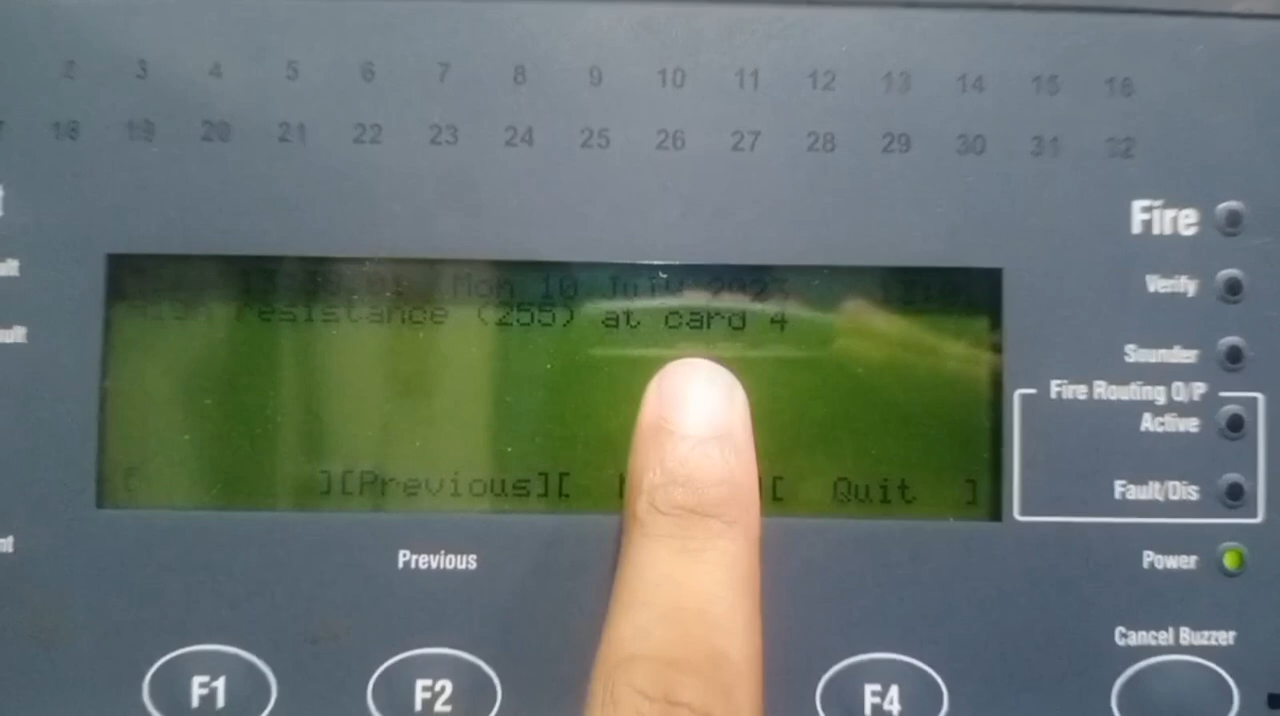 2 3 4 5 6 7 8 9 10 11 12 13 14 15 16
18 19 20 21 22 23 24 25 26 27 28 29 30 31 32
Fire
Verify
Mon 10 July
resistance (255) at card 4
Sounder
Fire Routing O/P
Active
[ ][Previous][ ][ Quit ]
Fault/Dis
Previous
Power
Cancel Buzzer
F1 F2 F4